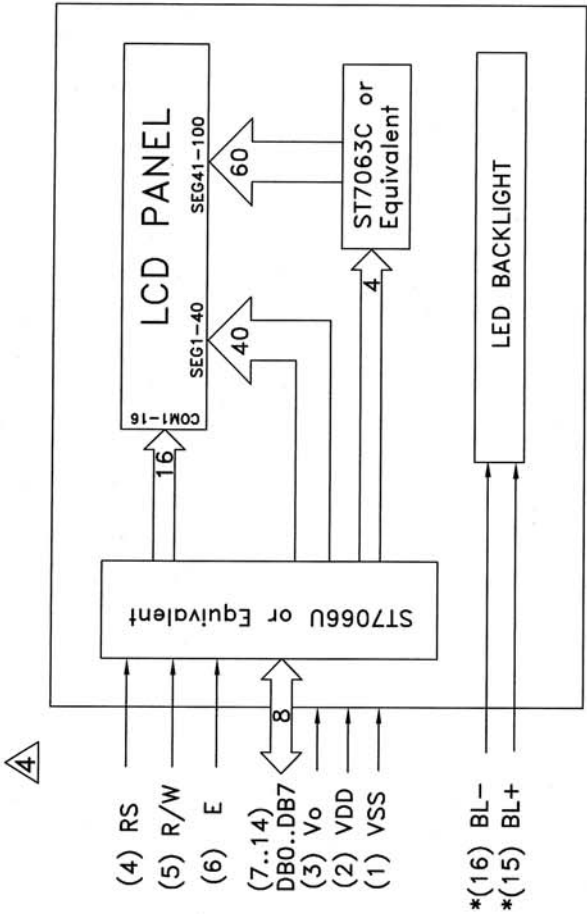 4
(4) RS
(5) R/W
(6) E
(7..14)
DB0..DB7
(3) Vo
(2) VDD
(1) VSS
*(16) BL-
*(15) BL+
8
ST7066U or Equivalent
16
40
4
60
COM1-16
SEG1-40
SEG41-100
LCD PANEL
ST7063C or
Equivalent
LED BACKLIGHT